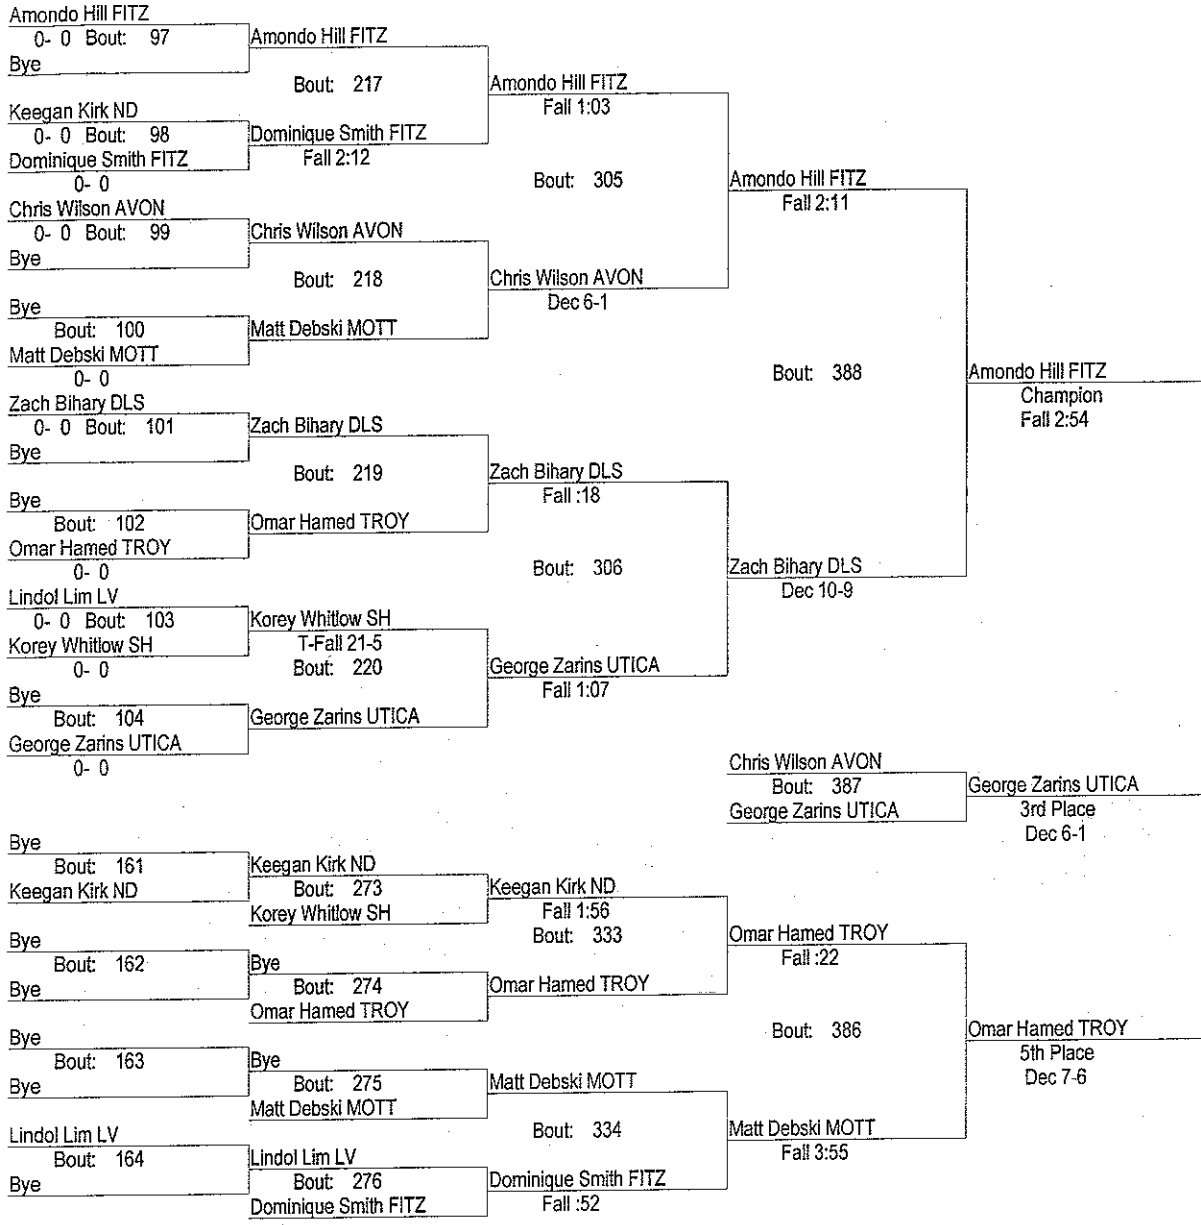 Amondo Hill FITZ
0- 0 Bout: 97
Bye
Amondo Hill FITZ
Bout: 217
Keegan Kirk ND
0- 0 Bout: 98
Dominique Smith FITZ
0- 0
Dominique Smith FITZ
Fall 2:12
Amondo Hill FITZ
Fall 1:03
Bout: 305
Chris Wilson AVON
0- 0 Bout: 99
Bye
Chris Wilson AVON
Bout: 218
Bye
Bout: 100
Matt Debski MOTT
0- 0
Matt Debski MOTT
Chris Wilson AVON
Dec 6-1
Amondo Hill FITZ
Fall 2:11
Bout: 388
Zach Bihary DLS
0- 0 Bout: 101
Bye
Zach Bihary DLS
Bout: 219
Bye
Bout: 102
Omar Hamed TROY
0- 0
Omar Hamed TROY
Zach Bihary DLS
Fall :18
Bout: 306
Lindol Lim LV
0- 0 Bout: 103
Korey Whitlow SH
0- 0
Korey Whitlow SH
T-Fall 21-5
Bout: 220
Bye
Bout: 104
George Zarins UTICA
0- 0
George Zarins UTICA
George Zarins UTICA
Fall 1:07
Zach Bihary DLS
Dec 10-9
Amondo Hill FITZ
Champion
Fall 2:54
Chris Wilson AVON
Bout: 387
George Zarins UTICA
George Zarins UTICA
3rd Place
Dec 6-1
Bye
Bout: 161
Keegan Kirk ND
Keegan Kirk ND
Bout: 273
Korey Whitlow SH
Keegan Kirk ND
Fall 1:56
Bout: 333
Bye
Bout: 162
Bye
Bye
Bout: 274
Omar Hamed TROY
Omar Hamed TROY
Omar Hamed TROY
Fall :22
Bout: 386
Bye
Bout: 163
Bye
Bye
Bout: 275
Matt Debski MOTT
Matt Debski MOTT
Bout: 334
Lindol Lim LV
Bout: 164
Bye
Lindol Lim LV
Bout: 276
Dominique Smith FITZ
Dominique Smith FITZ
Fall :52
Matt Debski MOTT
Fall 3:55
Omar Hamed TROY
5th Place
Dec 7-6